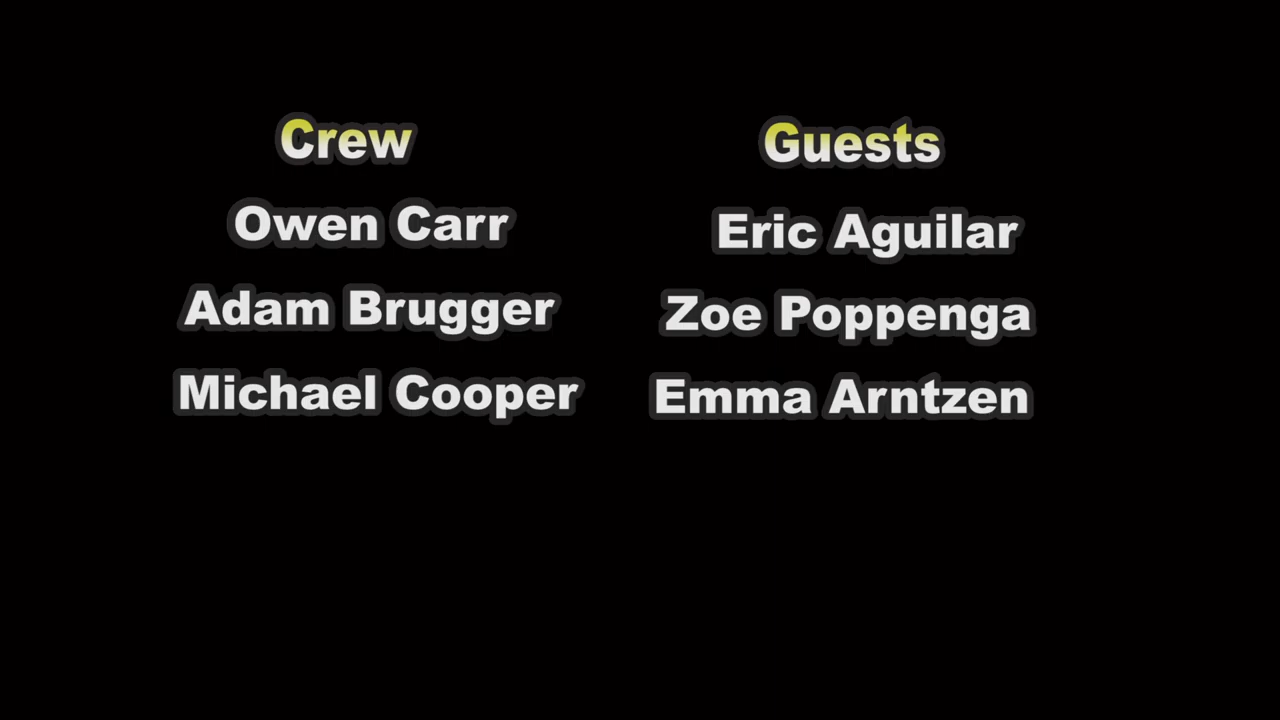 Crew
Owen Carr
Adam Brugger
Michael Cooper
Guests
Eric Aguilar
Zoe Poppenga
Emma Arntzen